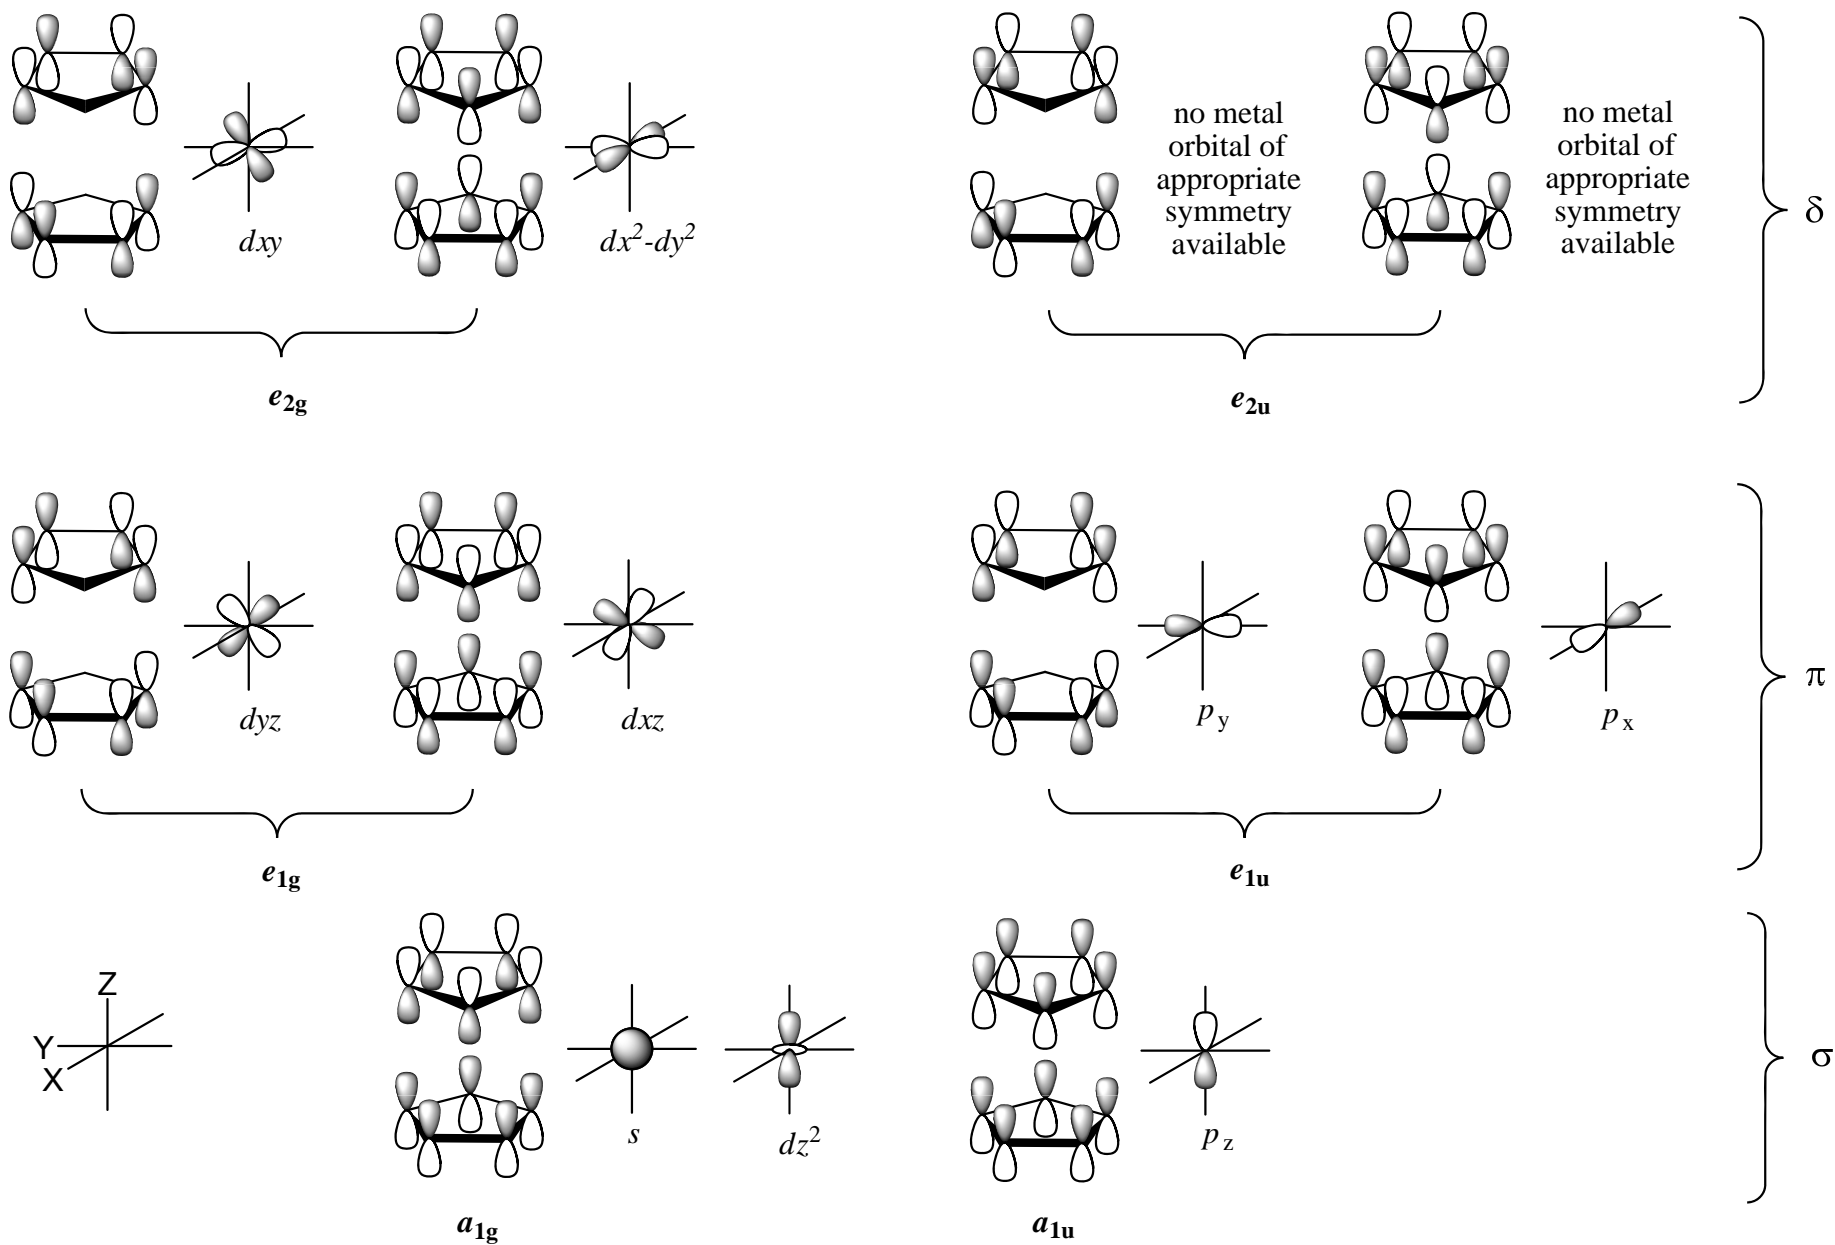 no metal
orbital of
appropriate
symmetry
available
no metal
orbital of
appropriate
symmetry
available
δ
dxy
dx²-dy²
e2g
e2u
π
dyz
dxz
py
px
e1g
e1u
Z
Y
X
σ
s
dz²
pz
a1g
a1u